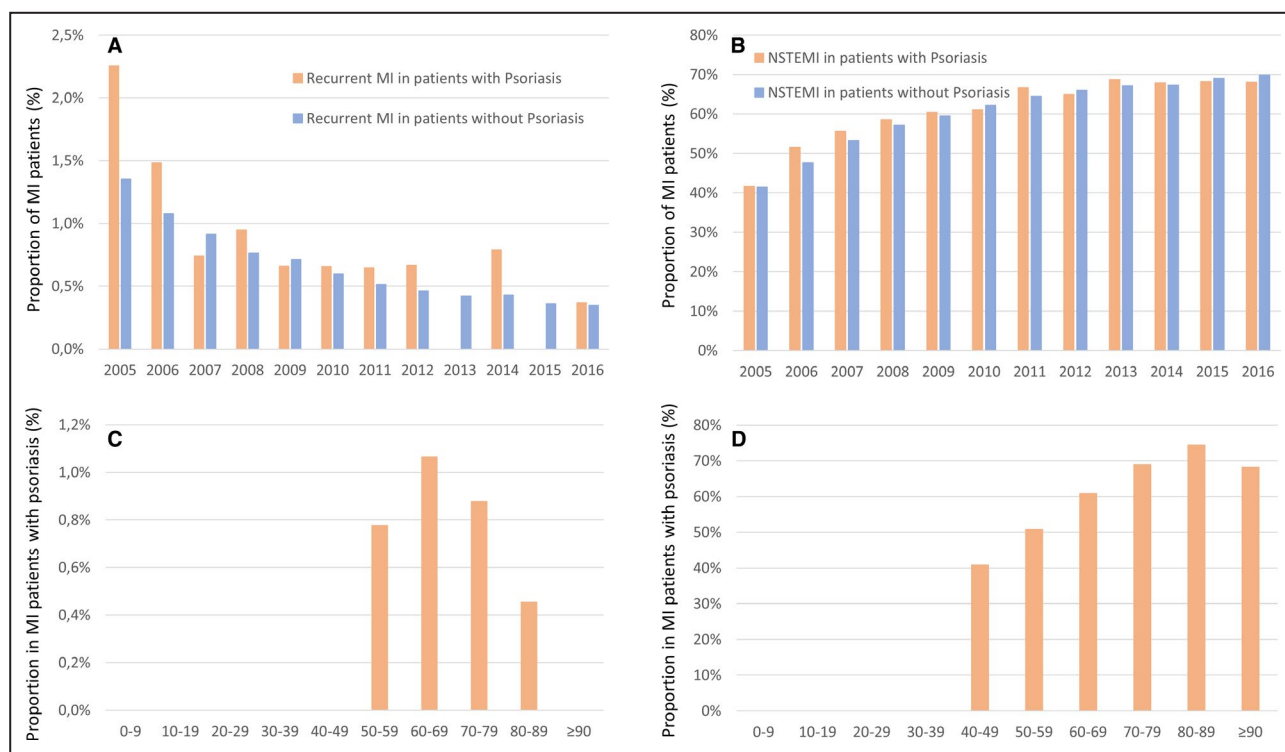 A
Proportion of MI patients (%)
2,5%
2,0%
1,5%
1,0%
0,5%
0,0%
Recurrent MI in patients with Psoriasis
Recurrent MI in patients without Psoriasis
2005 2006 2007 2008 2009 2010 2011 2012 2013 2014 2015 2016
B
Proportion of MI patients (%)
80%
70%
60%
50%
40%
30%
20%
10%
0%
NSTEMI in patients with Psoriasis
NSTEMI in patients without Psoriasis
2005 2006 2007 2008 2009 2010 2011 2012 2013 2014 2015 2016
C
Proportion in MI patients with psoriasis (%)
1,2%
1,0%
0,8%
0,6%
0,4%
0,2%
0,0%
0-9 10-19 20-29 30-39 40-49 50-59 60-69 70-79 80-89 ≥90
D
Proportion in MI patients with psoriasis (%)
80%
70%
60%
50%
40%
30%
20%
10%
0%
0-9 10-19 20-29 30-39 40-49 50-59 60-69 70-79 80-89 ≥90